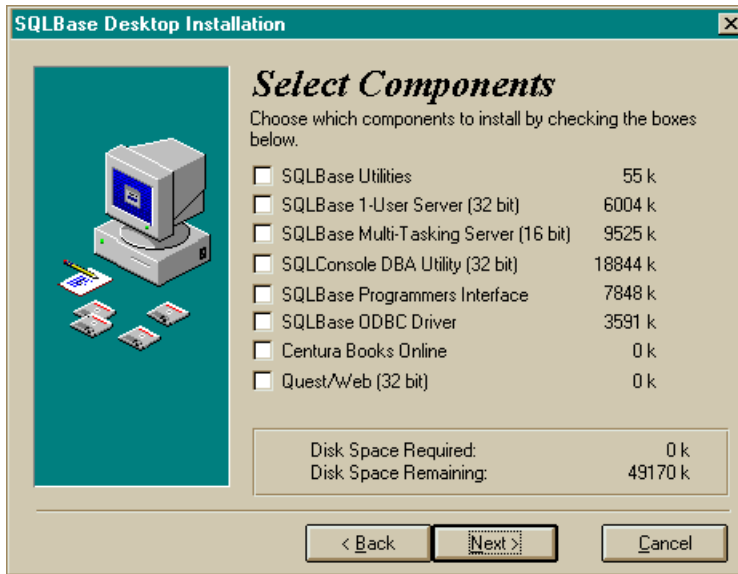 SQLBase Desktop Installation
Select Components
Choose which components to install by checking the boxes
below.
SQLBase Utilities 55 k
SQLBase 1-User Server (32 bit) 6004 k
SQLBase Multi-Tasking Server (16 bit) 9525 k
SQLConsole DBA Utility (32 bit) 18844 k
SQLBase Programmers Interface 7848 k
SQLBase ODBC Driver 3591 k
Centura Books Online 0 k
Quest/Web (32 bit) 0 k
Disk Space Required: 0 k
Disk Space Remaining: 49170 k
< Back Next > Cancel